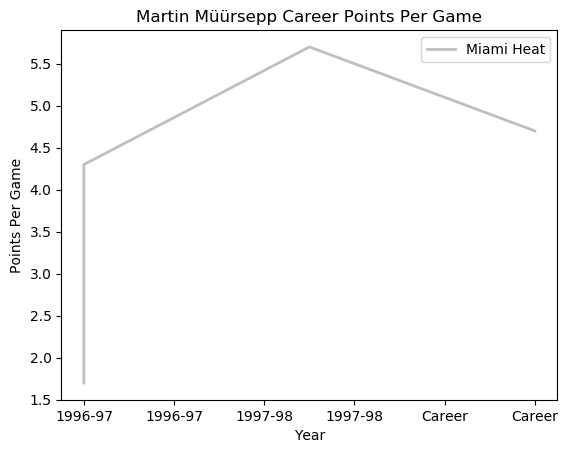 Martin Müürsepp Career Points Per Game
Miami Heat
Points Per Game
5.5
5.0
4.5
4.0
3.5
3.0
2.5
2.0
1.5
1996-97 1996-97 1997-98 1997-98 Career Career
Year